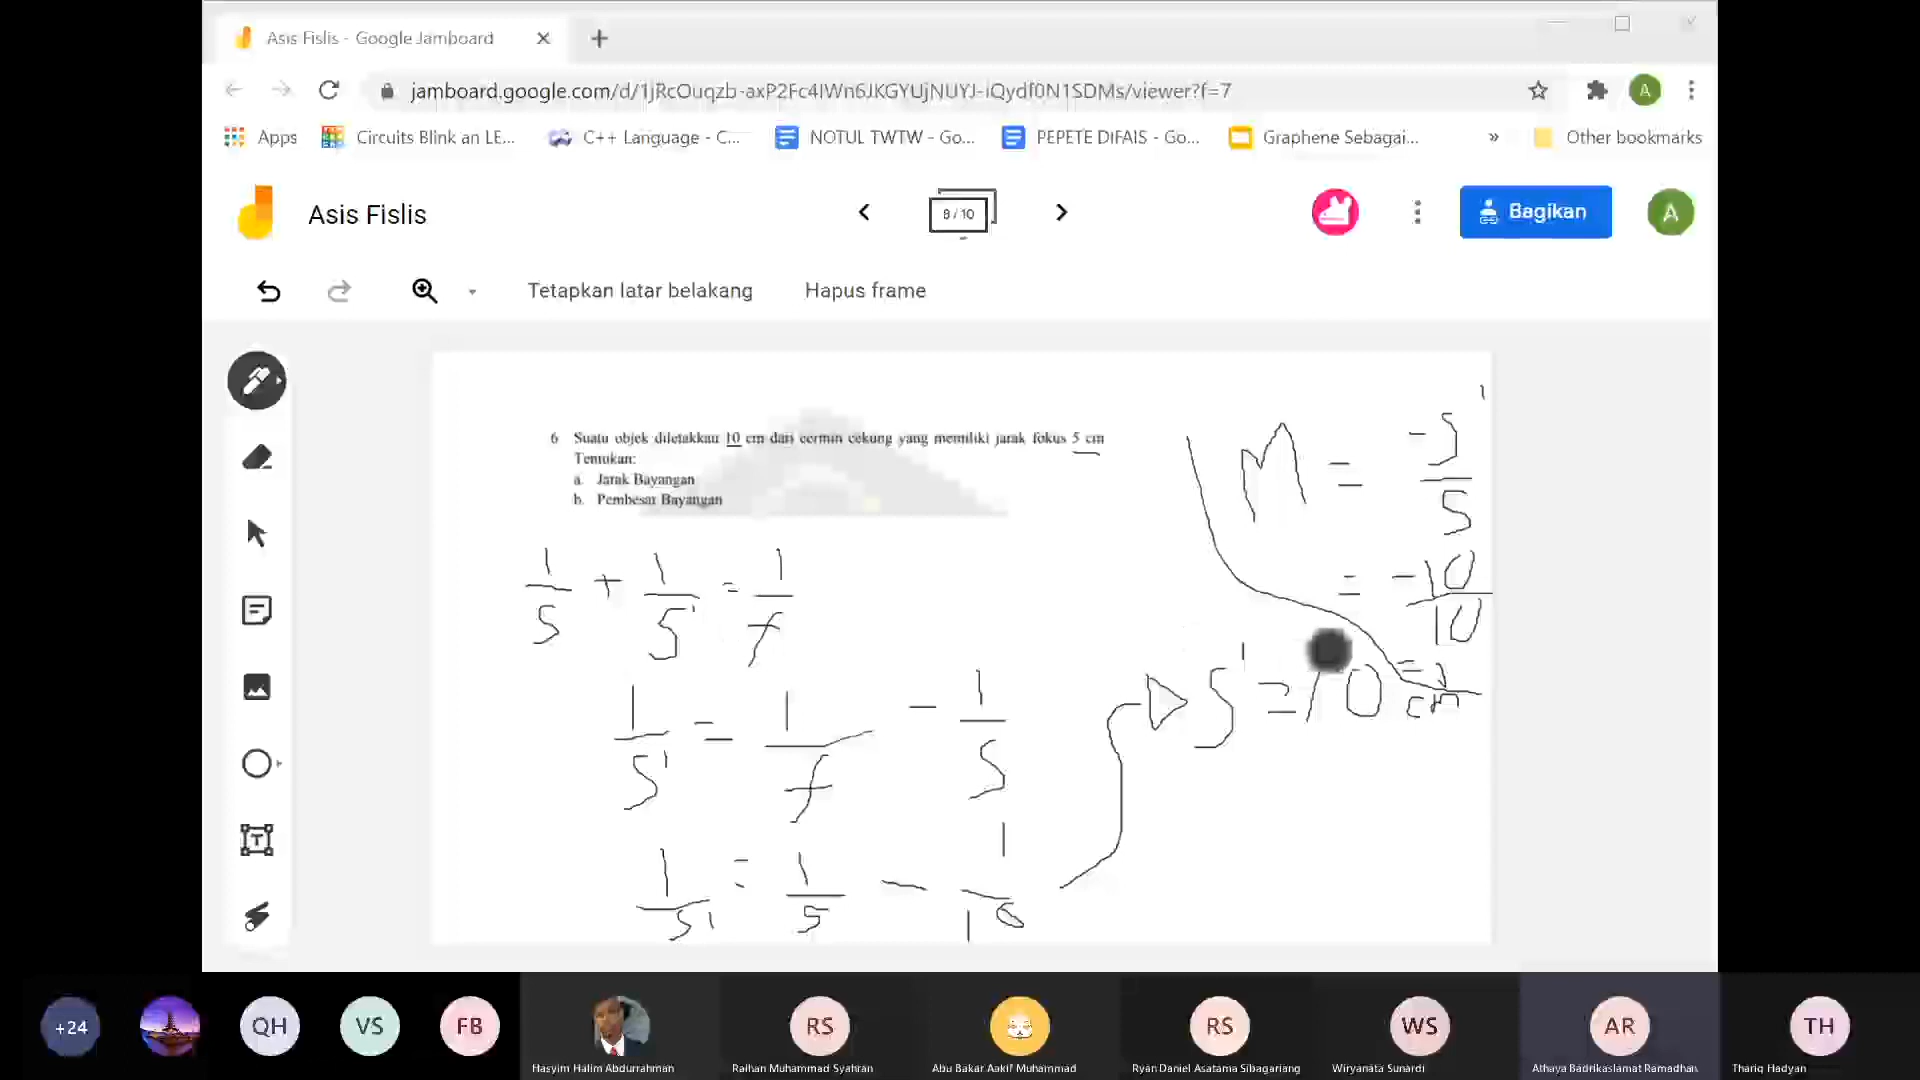 Asis Fislis - Google Jamboard
jamboard.google.com/d/1jRcOuqzb-axP2Fc4IWn6JKGYUjNUYJ-iQydf0N1SDMs/viewer?f=7
A
Apps
Circuits Blink an LE...
C++ Language - C...
NOTUL TWTW - Go...
PEPETE DIFAIS - Go...
Graphene Sebagai...
»
Other bookmarks
Asis Fislis
8 / 10
Bagikan
A
Tetapkan latar belakang
Hapus frame
6 Suatu objek diletakkan 10 cm dari cermin cekung yang memiliki jarak fokus 5 cm
Temukan:
a. Jarak Bayangan
b. Pembesar Bayangan
M = -S'/S
= -10/10
1/S + 1/S' = 1/f
1/S' = 1/f - 1/S
S' = 10 cm
1/S' = 1/5 - 1/10
+24
QH
VS
FB
RS
RS
WS
AR
TH
Hasyim Halim Abdurrahman
Raihan Muhammad Syahran
Abu Bakar Aakif Muhammad
Ryan Daniel Asatama Sibagariang
Wiryanata Sunardi
Athaya Badrikaslamat Ramadhan
Thariq Hadyan